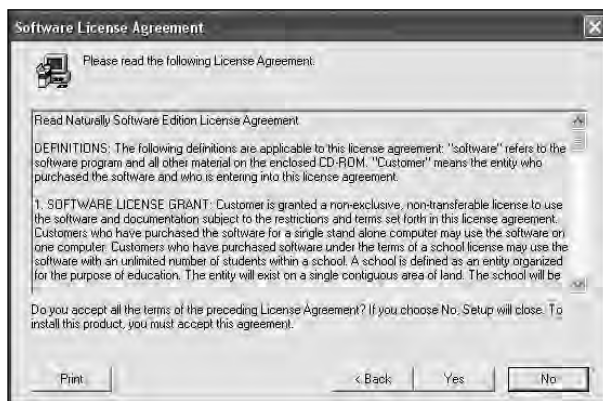 Software License Agreement
Please read the following License Agreement.
Read Naturally Software Edition License Agreement
DEFINITIONS: The following definitions are applicable to this license agreement: "software" refers to the
software program and all other material on the enclosed CD-ROM. "Customer" means the entity who
purchased the software and who is entering into this license agreement.
1. SOFTWARE LICENSE GRANT: Customer is granted a non-exclusive, non-transferable license to use
the software and documentation subject to the restrictions and terms set forth in this license agreement.
Customers who have purchased the software for a single stand alone computer may use the software on
one computer. Customers who have purchased software under the terms of a school license may use the
software with an unlimited number of students within a school. A school is defined as an entity organized
for the purpose of education. The entity will exist on a single contiguous area of land. The school will be
Do you accept all the terms of the preceding License Agreement? If you choose No, Setup will close. To
install this product, you must accept this agreement.
Print
< Back
Yes
No